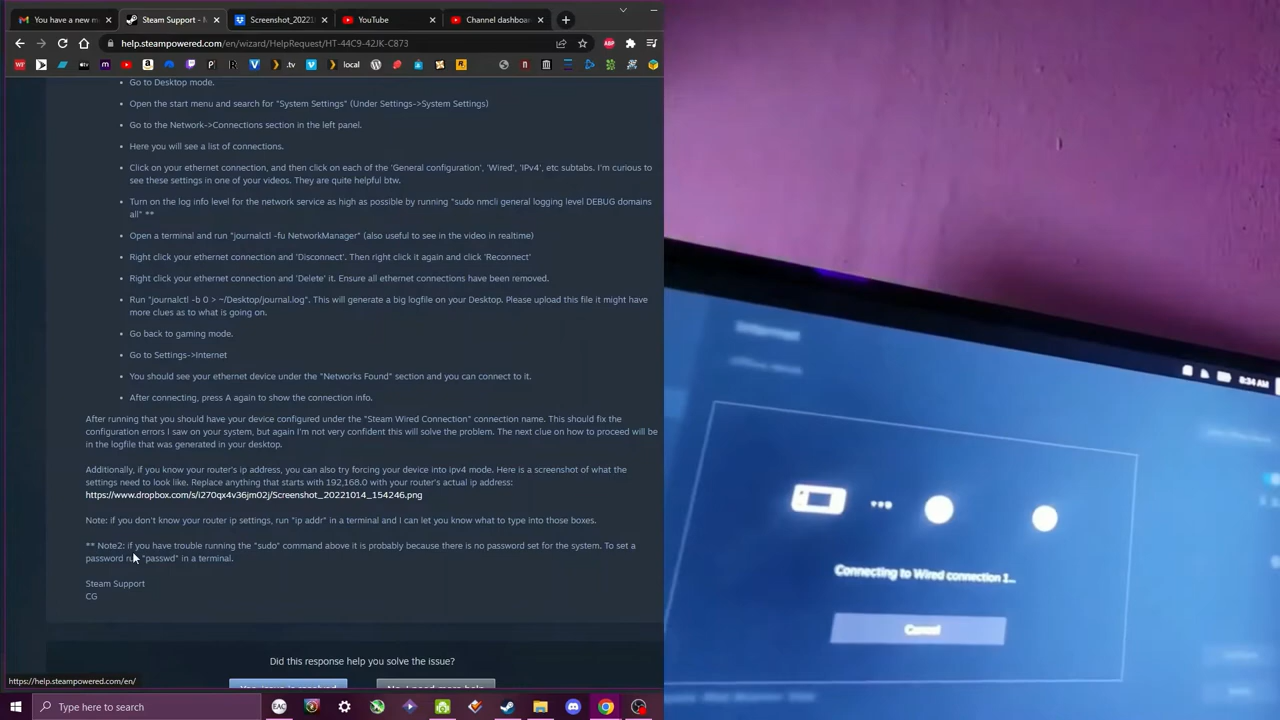 You have a new m
Steam Support - M
Screenshot_20221
YouTube
Channel dashboa
help.steampowered.com/en/wizard/HelpRequest/HT-44C9-42JK-C873
.tv
local
Go to Desktop mode.
Open the start menu and search for "System Settings" (Under Settings->System Settings)
Go to the Network->Connections section in the left panel.
Here you will see a list of connections.
Click on your ethernet connection, and then click on each of the 'General configuration', 'Wired', 'IPv4', etc subtabs. I'm curious to
see these settings in one of your videos. They are quite helpful btw.
Turn on the log info level for the network service as high as possible by running "sudo nmcli general logging level DEBUG domains
all" **
Open a terminal and run "journalctl -fu NetworkManager" (also useful to see in the video in realtime)
Right click your ethernet connection and 'Disconnect'. Then right click it again and click 'Reconnect'
Right click your ethernet connection and 'Delete' it. Ensure all ethernet connections have been removed.
Run "journalctl -b 0 > ~/Desktop/journal.log". This will generate a big logfile on your Desktop. Please upload this file it might have
more clues as to what is going on.
Go back to gaming mode.
Go to Settings->Internet
You should see your ethernet device under the "Networks Found" section and you can connect to it.
After connecting, press A again to show the connection info.
After running that you should have your device configured under the "Steam Wired Connection" connection name. This should fix the
configuration errors I saw on your system, but again I'm not very confident this will solve the problem. The next clue on how to proceed will be
in the logfile that was generated in your desktop.
Additionally, if you know your router's ip address, you can also try forcing your device into ipv4 mode. Here is a screenshot of what the
settings need to look like. Replace anything that starts with 192.168.0 with your router's actual ip address:
https://www.dropbox.com/s/i270qx4v36jm02j/Screenshot_20221014_154246.png
Note: if you don't know your router ip settings, run "ip addr" in a terminal and I can let you know what to type into those boxes.
** Note2: if you have trouble running the "sudo" command above it is probably because there is no password set for the system. To set a
password run "passwd" in a terminal.
Steam Support
CG
Did this response help you solve the issue?
https://help.steampowered.com/en/
Type here to search
EAC
Internet
8:34 AM
Connecting to Wired connection 1...
Cancel